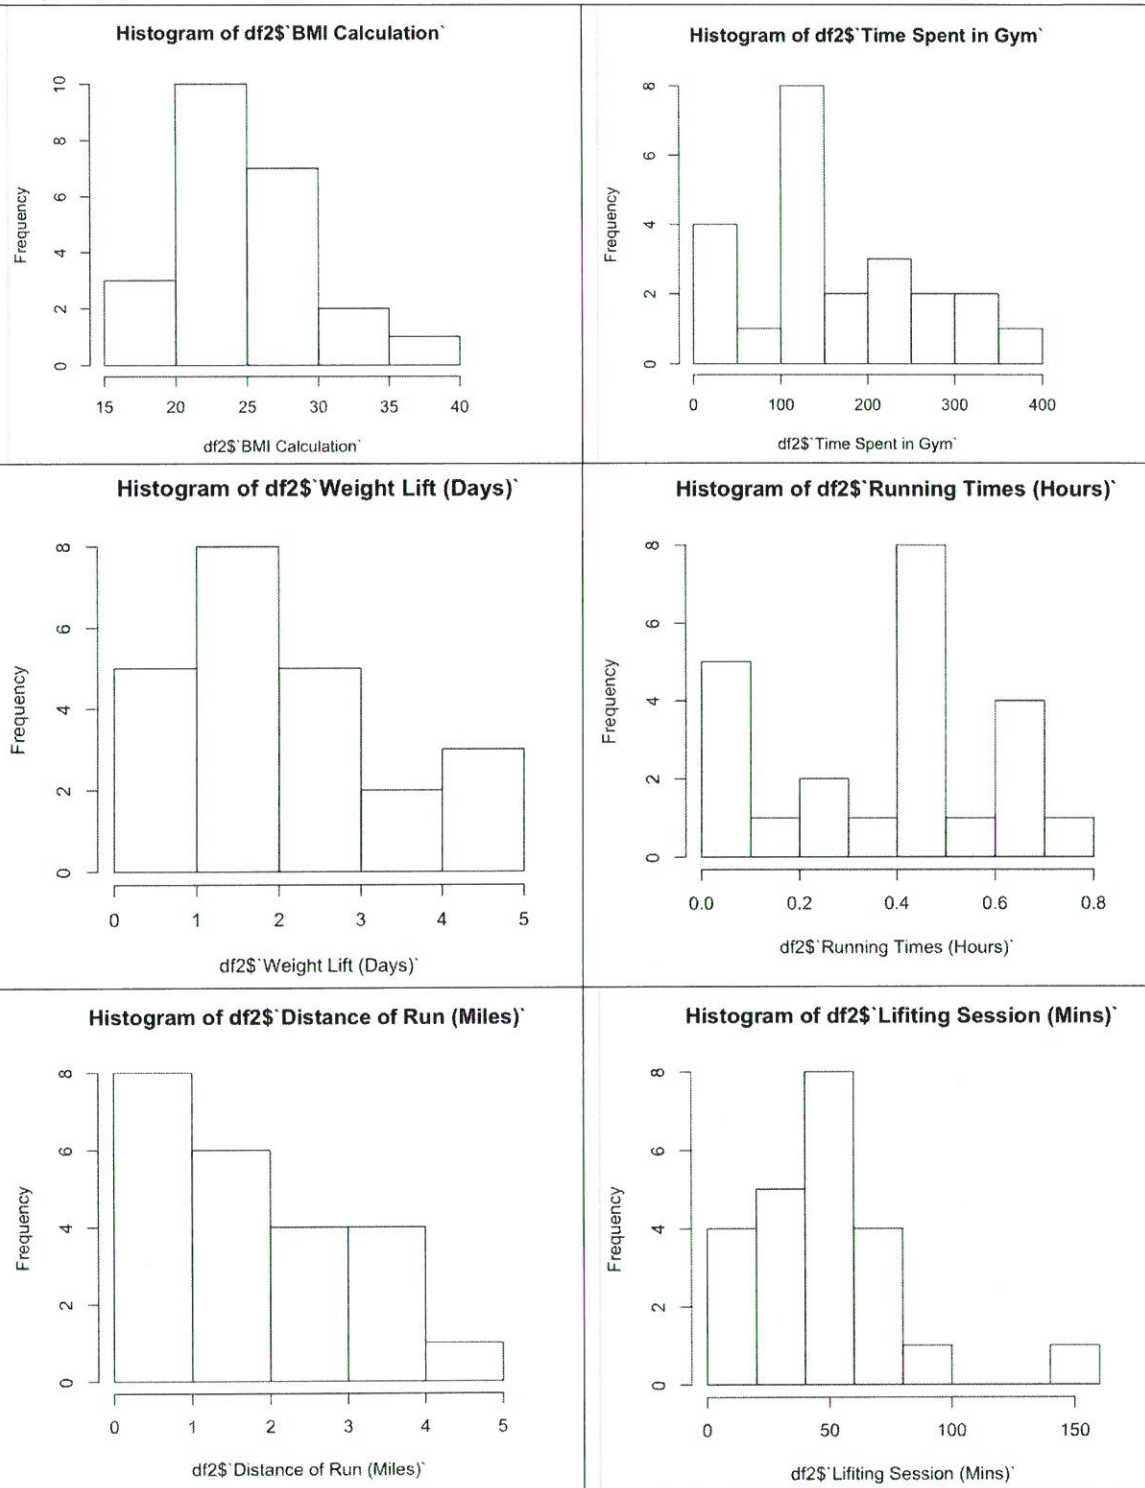 Histogram of df2$`BMI Calculation`
Frequency
10
8
6
4
2
0
15 20 25 30 35 40
df2$`BMI Calculation`
Histogram of df2$`Time Spent in Gym`
Frequency
8
6
4
2
0
0 100 200 300 400
df2$`Time Spent in Gym`
Histogram of df2$`Weight Lift (Days)`
Frequency
8
6
4
2
0
0 1 2 3 4 5
df2$`Weight Lift (Days)`
Histogram of df2$`Running Times (Hours)`
Frequency
8
6
4
2
0
0.0 0.2 0.4 0.6 0.8
df2$`Running Times (Hours)`
Histogram of df2$`Distance of Run (Miles)`
Frequency
8
6
4
2
0
0 1 2 3 4 5
df2$`Distance of Run (Miles)`
Histogram of df2$`Lifiting Session (Mins)`
Frequency
8
6
4
2
0
0 50 100 150
df2$`Lifiting Session (Mins)`